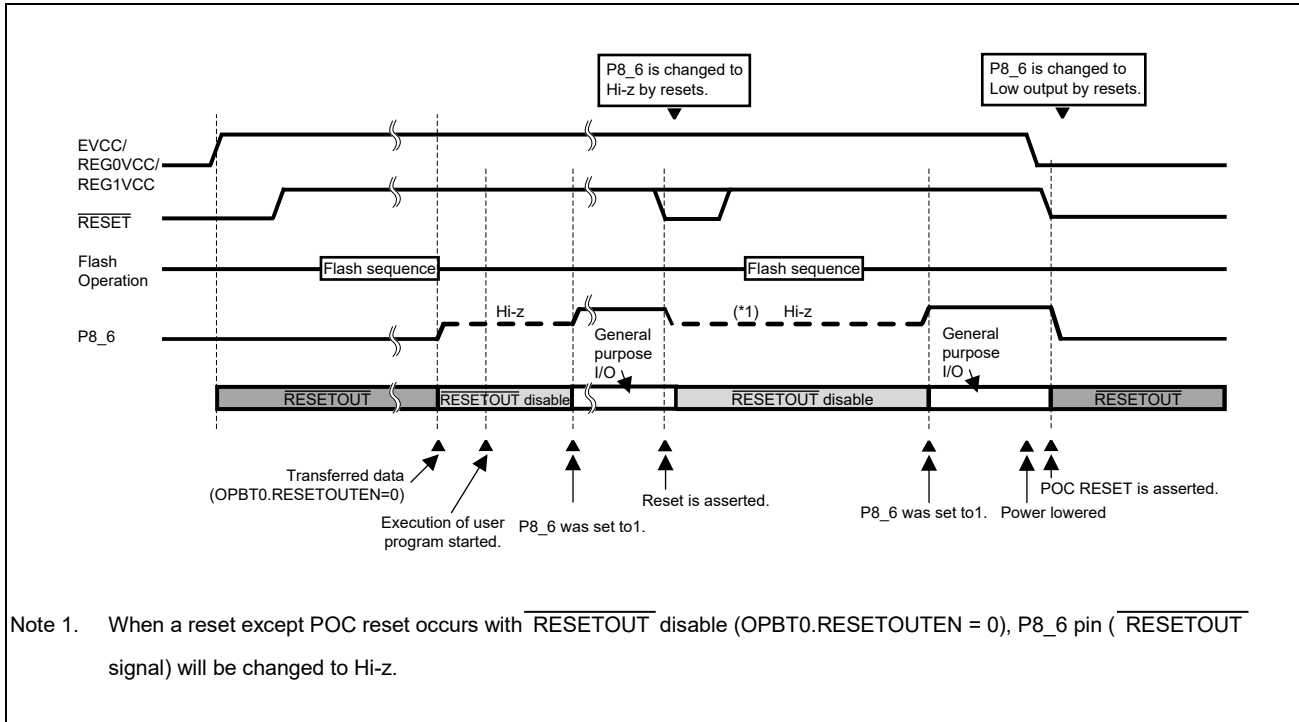 P8_6 is changed to
Hi-z by resets.
P8_6 is changed to
Low output by resets.
EVCC/
REG0VCC/
REG1VCC
RESET
Flash
Operation
Flash sequence
Flash sequence
P8_6
Hi-z
General
purpose
I/O
(*1) Hi-z
General
purpose
I/O
RESETOUT
RESETOUT disable
RESETOUT disable
RESETOUT
Transferred data
(OPBT0.RESETOUTEN=0)
Execution of user
program started.
P8_6 was set to1.
Reset is asserted.
P8_6 was set to1.
Power lowered
POC RESET is asserted.
Note 1. When a reset except POC reset occurs with RESETOUT disable (OPBT0.RESETOUTEN = 0), P8_6 pin ( RESETOUT
signal) will be changed to Hi-z.